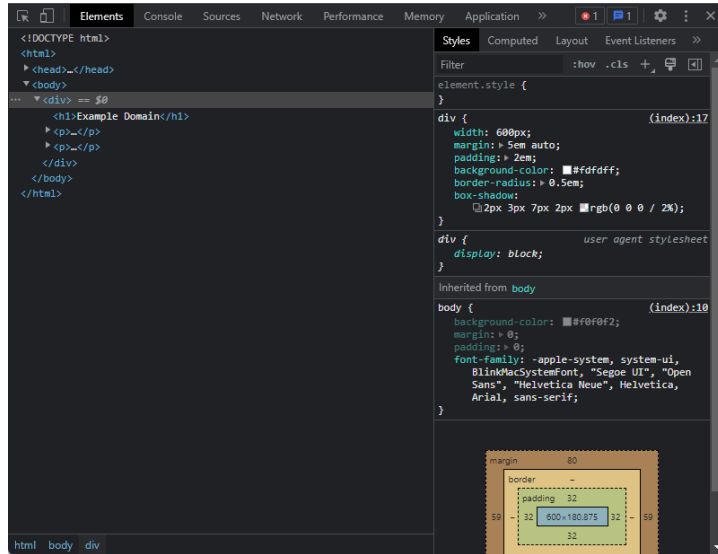 Elements Console Sources Network Performance Memory Application » 1 1
<!DOCTYPE html>
<html>
<head>…</head>
<body>
… <div> == $0
<h1>Example Domain</h1>
<p>…</p>
<p>…</p>
</div>
</body>
</html>
html body div
Styles Computed Layout Event Listeners »
Filter :hov .cls +
element.style {
}
div { (index):17
width: 600px;
margin: 5em auto;
padding: 2em;
background-color: #fdfdff;
border-radius: 0.5em;
box-shadow:
2px 3px 7px 2px rgb(0 0 0 / 2%);
}
div { user agent stylesheet
display: block;
}
Inherited from body
body { (index):10
background-color: #f0f0f2;
margin: 0;
padding: 0;
font-family: -apple-system, system-ui,
BlinkMacSystemFont, "Segoe UI", "Open
Sans", "Helvetica Neue", Helvetica,
Arial, sans-serif;
}
margin 80
border –
padding 32
59 – 32 600×180.875 32 – 59
32